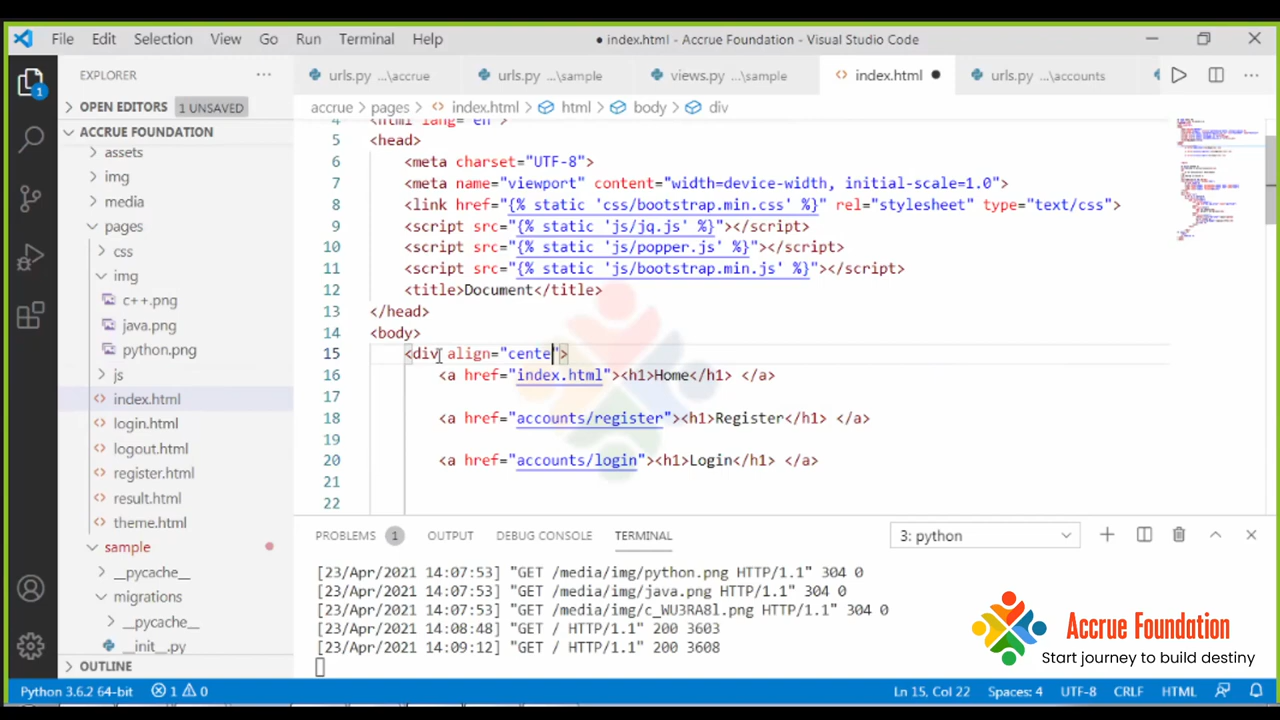 File Edit Selection View Go Run Terminal Help ● index.html - Accrue Foundation - Visual Studio Code
EXPLORER ···
urls.py ...\accrue urls.py ...\sample views.py ...\sample <> index.html ● urls.py ...\accounts
OPEN EDITORS 1 UNSAVED
accrue > pages > <> index.html > html > body > div
1
ACCRUE FOUNDATION
assets
img
media
pages
css
img
c++.png
java.png
python.png
js
<> index.html
<> login.html
<> logout.html
<> register.html
<> result.html
<> theme.html
sample
__pycache__
migrations
__pycache__
__init__.py
OUTLINE
4 <html lang="en">
5 <head>
6 <meta charset="UTF-8">
7 <meta name="viewport" content="width=device-width, initial-scale=1.0">
8 <link href="{% static 'css/bootstrap.min.css' %}" rel="stylesheet" type="text/css">
9 <script src="{% static 'js/jq.js' %}"></script>
10 <script src="{% static 'js/popper.js' %}"></script>
11 <script src="{% static 'js/bootstrap.min.js' %}"></script>
12 <title>Document</title>
13 </head>
14 <body>
15 <div align="cente">
16 <a href="index.html"><h1>Home</h1> </a>
17
18 <a href="accounts/register"><h1>Register</h1> </a>
19
20 <a href="accounts/login"><h1>Login</h1> </a>
21
22
PROBLEMS 1 OUTPUT DEBUG CONSOLE TERMINAL 3: python
[23/Apr/2021 14:07:53] "GET /media/img/python.png HTTP/1.1" 304 0
[23/Apr/2021 14:07:53] "GET /media/img/java.png HTTP/1.1" 304 0
[23/Apr/2021 14:07:53] "GET /media/img/c_WU3RA8l.png HTTP/1.1" 304 0
[23/Apr/2021 14:08:48] "GET / HTTP/1.1" 200 3603
[23/Apr/2021 14:09:12] "GET / HTTP/1.1" 200 3608
Accrue Foundation
Start journey to build destiny
Python 3.6.2 64-bit 1 0 Ln 15, Col 22 Spaces: 4 UTF-8 CRLF HTML